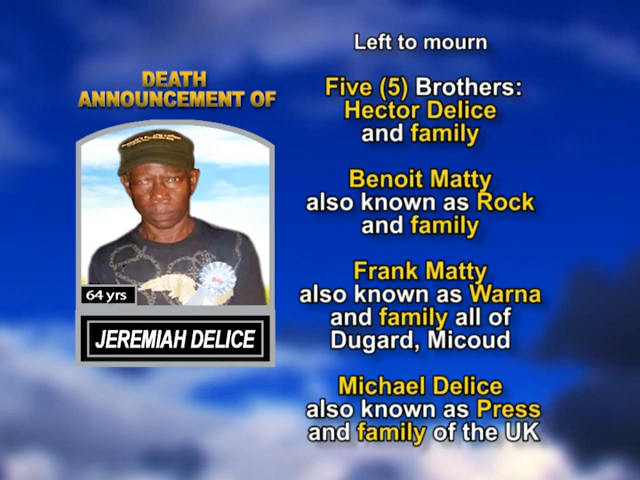 DEATH
ANNOUNCEMENT OF
64 yrs
JEREMIAH DELICE
Left to mourn
Five (5) Brothers:
Hector Delice
and family
Benoit Matty
also known as Rock
and family
Frank Matty
also known as Warna
and family all of
Dugard, Micoud
Michael Delice
also known as Press
and family of the UK